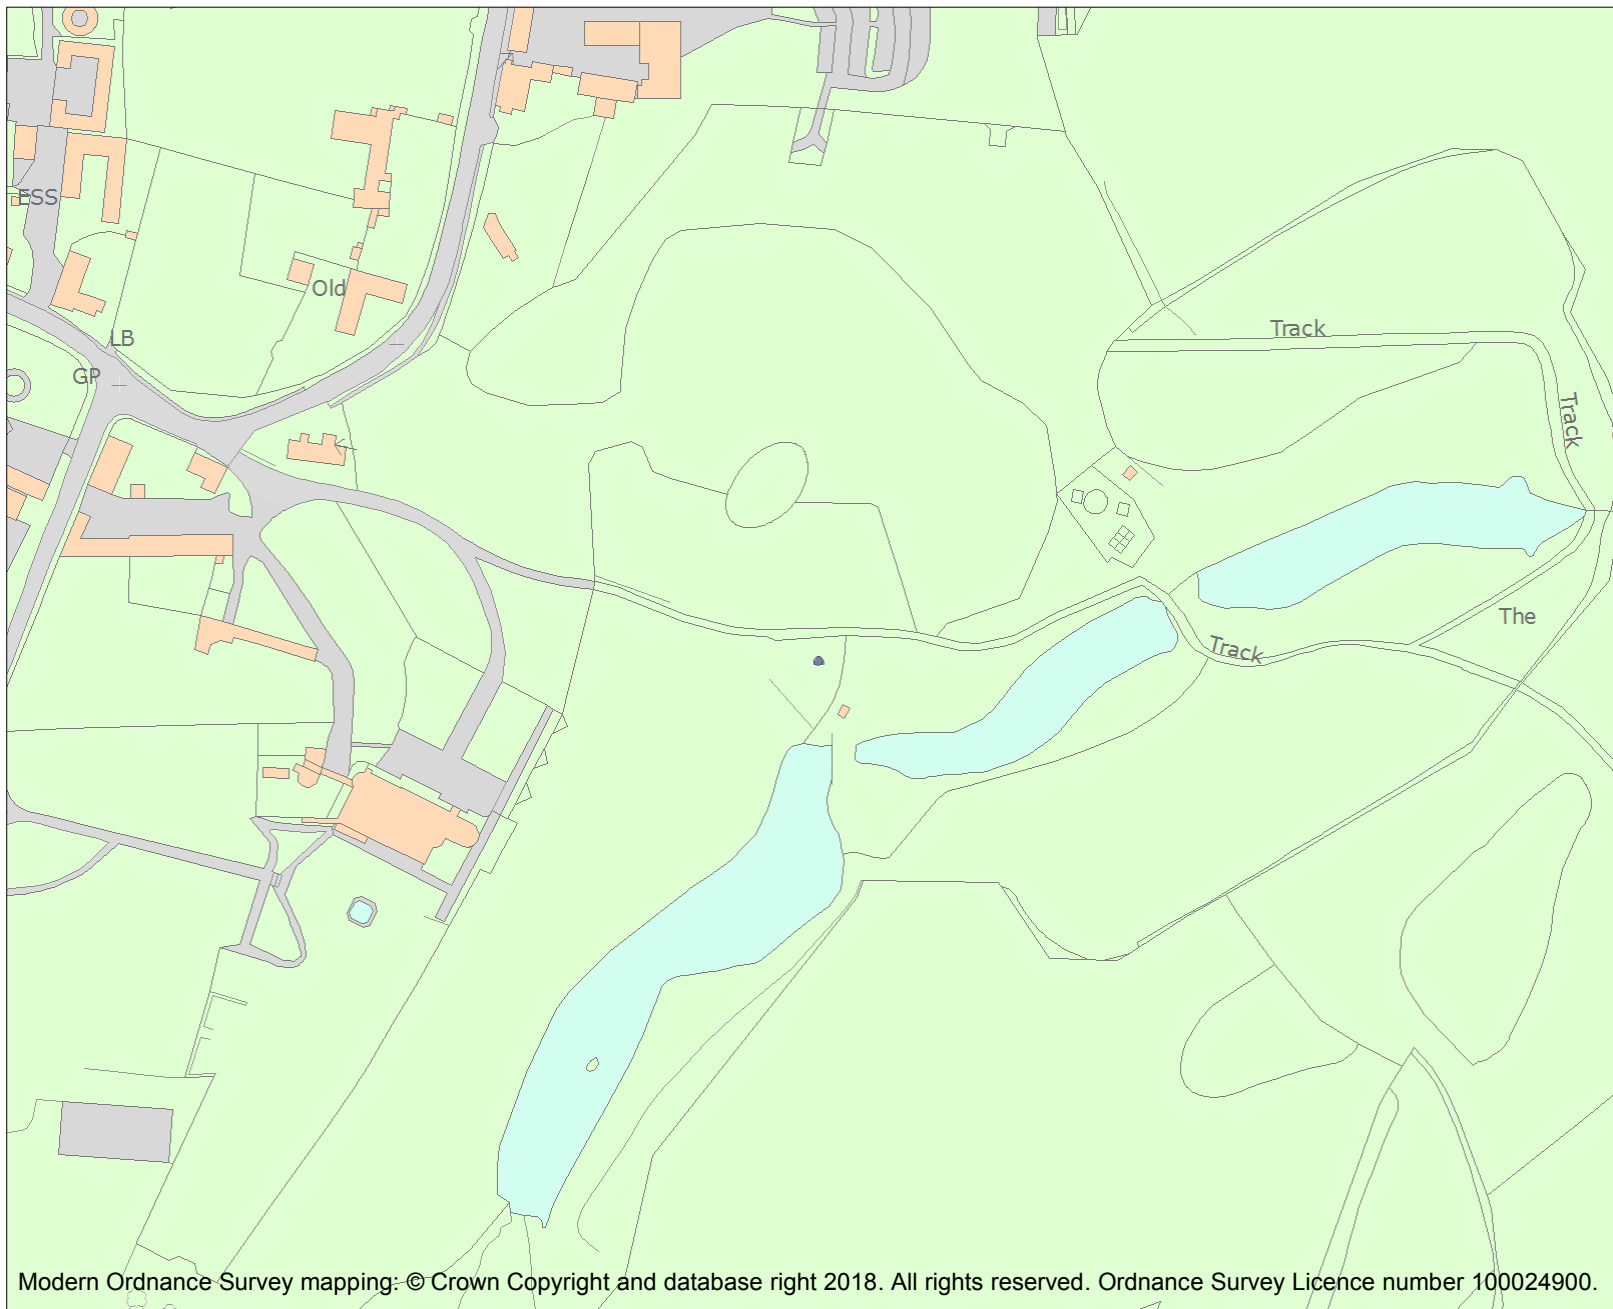 ESS
Old
LB
GP
Track
Track
The
Track
Modern Ordnance Survey mapping: © Crown Copyright and database right 2018. All rights reserved. Ordnance Survey Licence number 100024900.